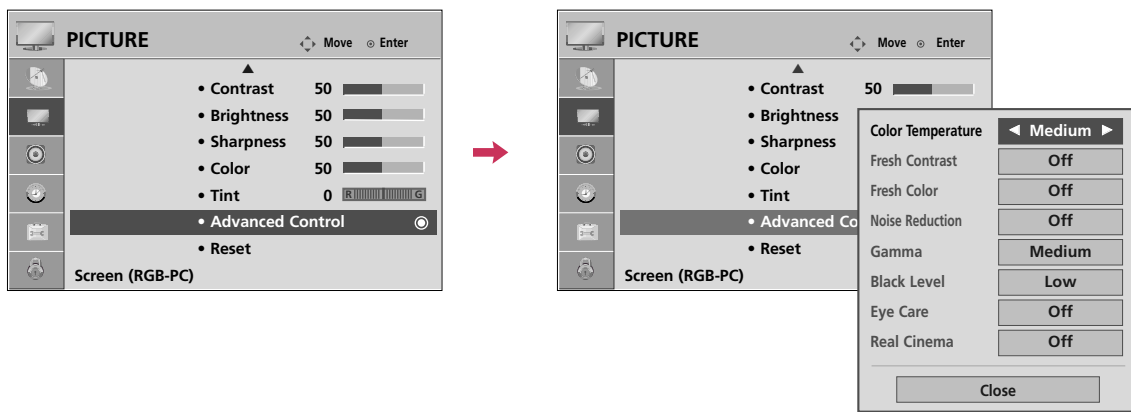 PICTURE Move Enter
• Contrast 50
• Brightness 50
• Sharpness 50
• Color 50
• Tint 0 R G
• Advanced Control
• Reset
Screen (RGB-PC)
PICTURE Move Enter
• Contrast 50
• Brightness
• Sharpness
• Color
• Tint
• Advanced Co
• Reset
Screen (RGB-PC)
Color Temperature ◀ Medium ▶
Fresh Contrast Off
Fresh Color Off
Noise Reduction Off
Gamma Medium
Black Level Low
Eye Care Off
Real Cinema Off
Close